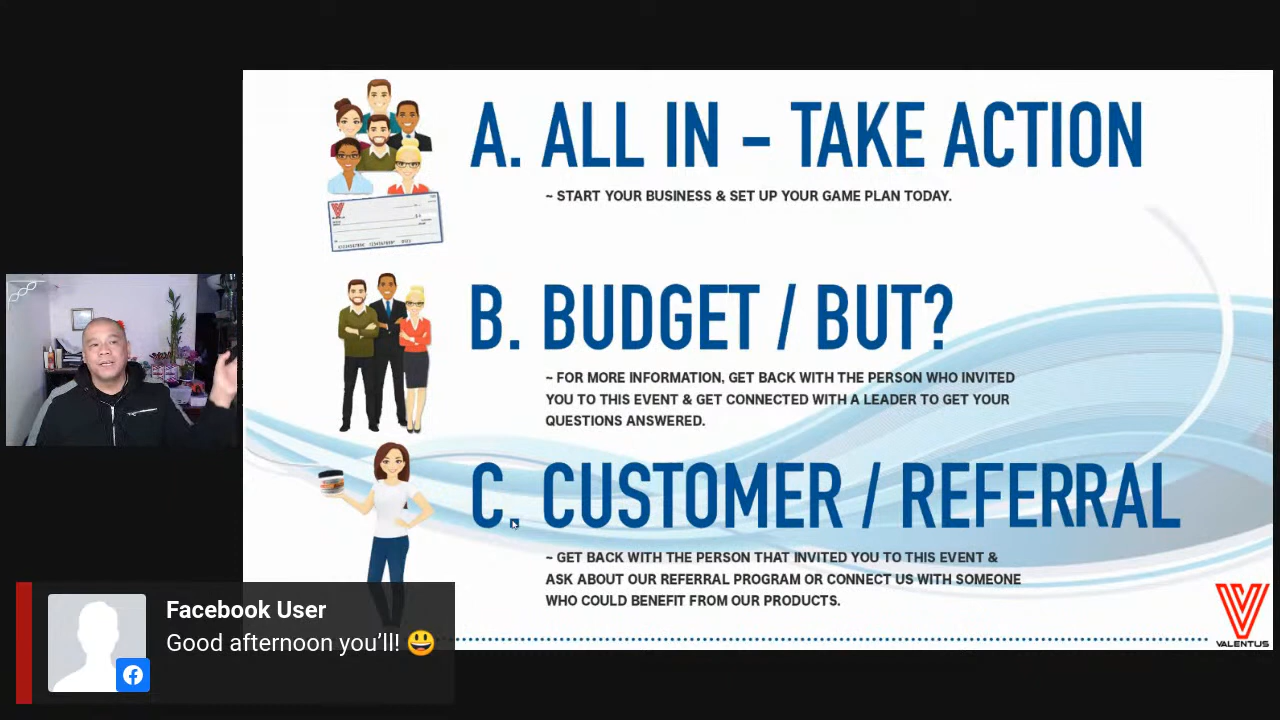 A. ALL IN - TAKE ACTION
~ START YOUR BUSINESS & SET UP YOUR GAME PLAN TODAY.
B. BUDGET / BUT?
~ FOR MORE INFORMATION, GET BACK WITH THE PERSON WHO INVITED
YOU TO THIS EVENT & GET CONNECTED WITH A LEADER TO GET YOUR
QUESTIONS ANSWERED.
C. CUSTOMER / REFERRAL
~ GET BACK WITH THE PERSON THAT INVITED YOU TO THIS EVENT &
ASK ABOUT OUR REFERRAL PROGRAM OR CONNECT US WITH SOMEONE
WHO COULD BENEFIT FROM OUR PRODUCTS.
Facebook User
Good afternoon you’ll! 😃
VALENTUS